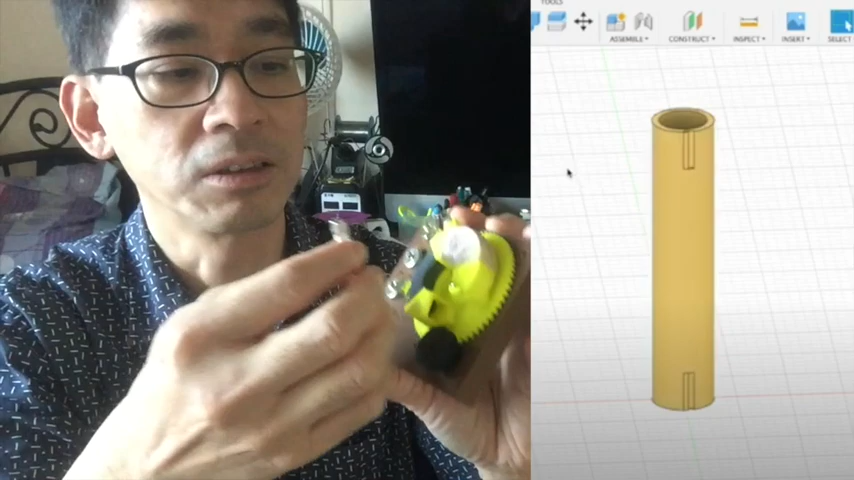 TOOLS
ASSEMBLE▾ CONSTRUCT▾ INSPECT▾ INSERT▾ SELECT